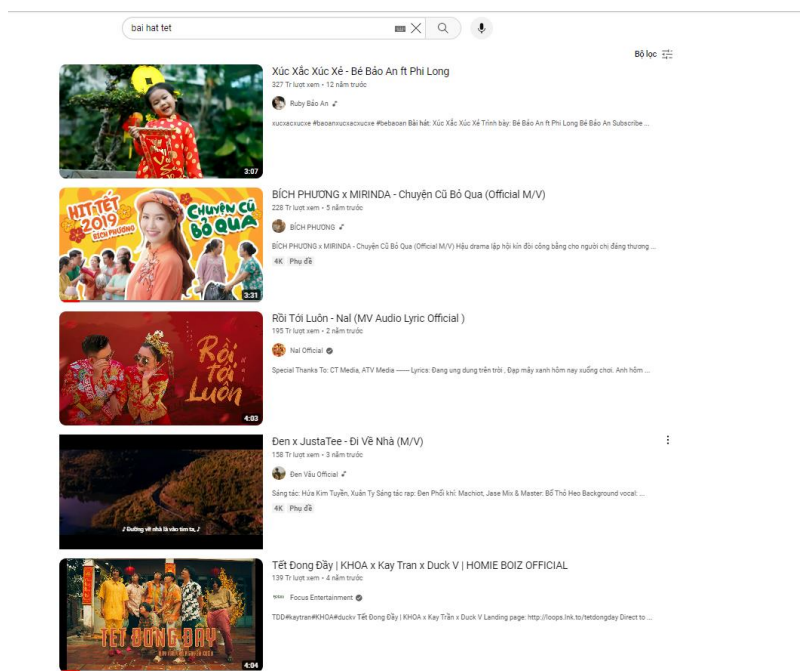 bai hat tet
Bộ lọc
3:07
Xúc Xắc Xúc Xẻ - Bé Bảo An ft Phi Long
327 Tr lượt xem - 12 năm trước
Ruby Bảo An
xucxacxucxe #baoanxucxacxucxe #bebaoan Bài hát: Xúc Xắc Xúc Xẻ Trình bày: Bé Bảo An ft Phi Long Bé Bảo An Subscribe ...
HIT TẾT
2019
BÍCH PHƯƠNG
CHUYỆN CŨ
BỎ QUA
3:31
BÍCH PHƯƠNG x MIRINDA - Chuyện Cũ Bỏ Qua (Official M/V)
228 Tr lượt xem - 5 năm trước
BÍCH PHƯƠNG
BÍCH PHƯƠNG x MIRINDA - Chuyện Cũ Bỏ Qua (Official M/V) Hậu drama lập hội kín đòi công bằng cho người chị đáng thương ...
4K Phụ đề
Rồi
tới
Luôn
4:03
Rồi Tới Luôn - Nal (MV Audio Lyric Official )
195 Tr lượt xem - 2 năm trước
Nal Official
Special Thanks To: CT Media, ATV Media ------ Lyrics: Đang ung dung trên trời , Đạp mây xanh hôm nay xuống chơi. Anh hôm ...
♪ Đường về nhà là vào tim ta, ♪
Đen x JustaTee - Đi Về Nhà (M/V)
158 Tr lượt xem - 3 năm trước
Đen Vâu Official
Sáng tác: Hứa Kim Tuyền, Xuân Ty Sáng tác rap: Đen Phối khí: Machiot, Jase Mix & Master: Bố Thỏ Heo Background vocal: ...
4K Phụ đề
TẾT ĐONG ĐẦY
4:04
Tết Đong Đầy | KHOA x Kay Tran x Duck V | HOMIE BOIZ OFFICIAL
139 Tr lượt xem - 4 năm trước
Focus Entertainment
TDD#kaytran#KHOA#duckv Tết Đong Đầy | KHOA x Kay Trần x Duck V Landing page: http://loops.lnk.to/tetdongday Direct to ...